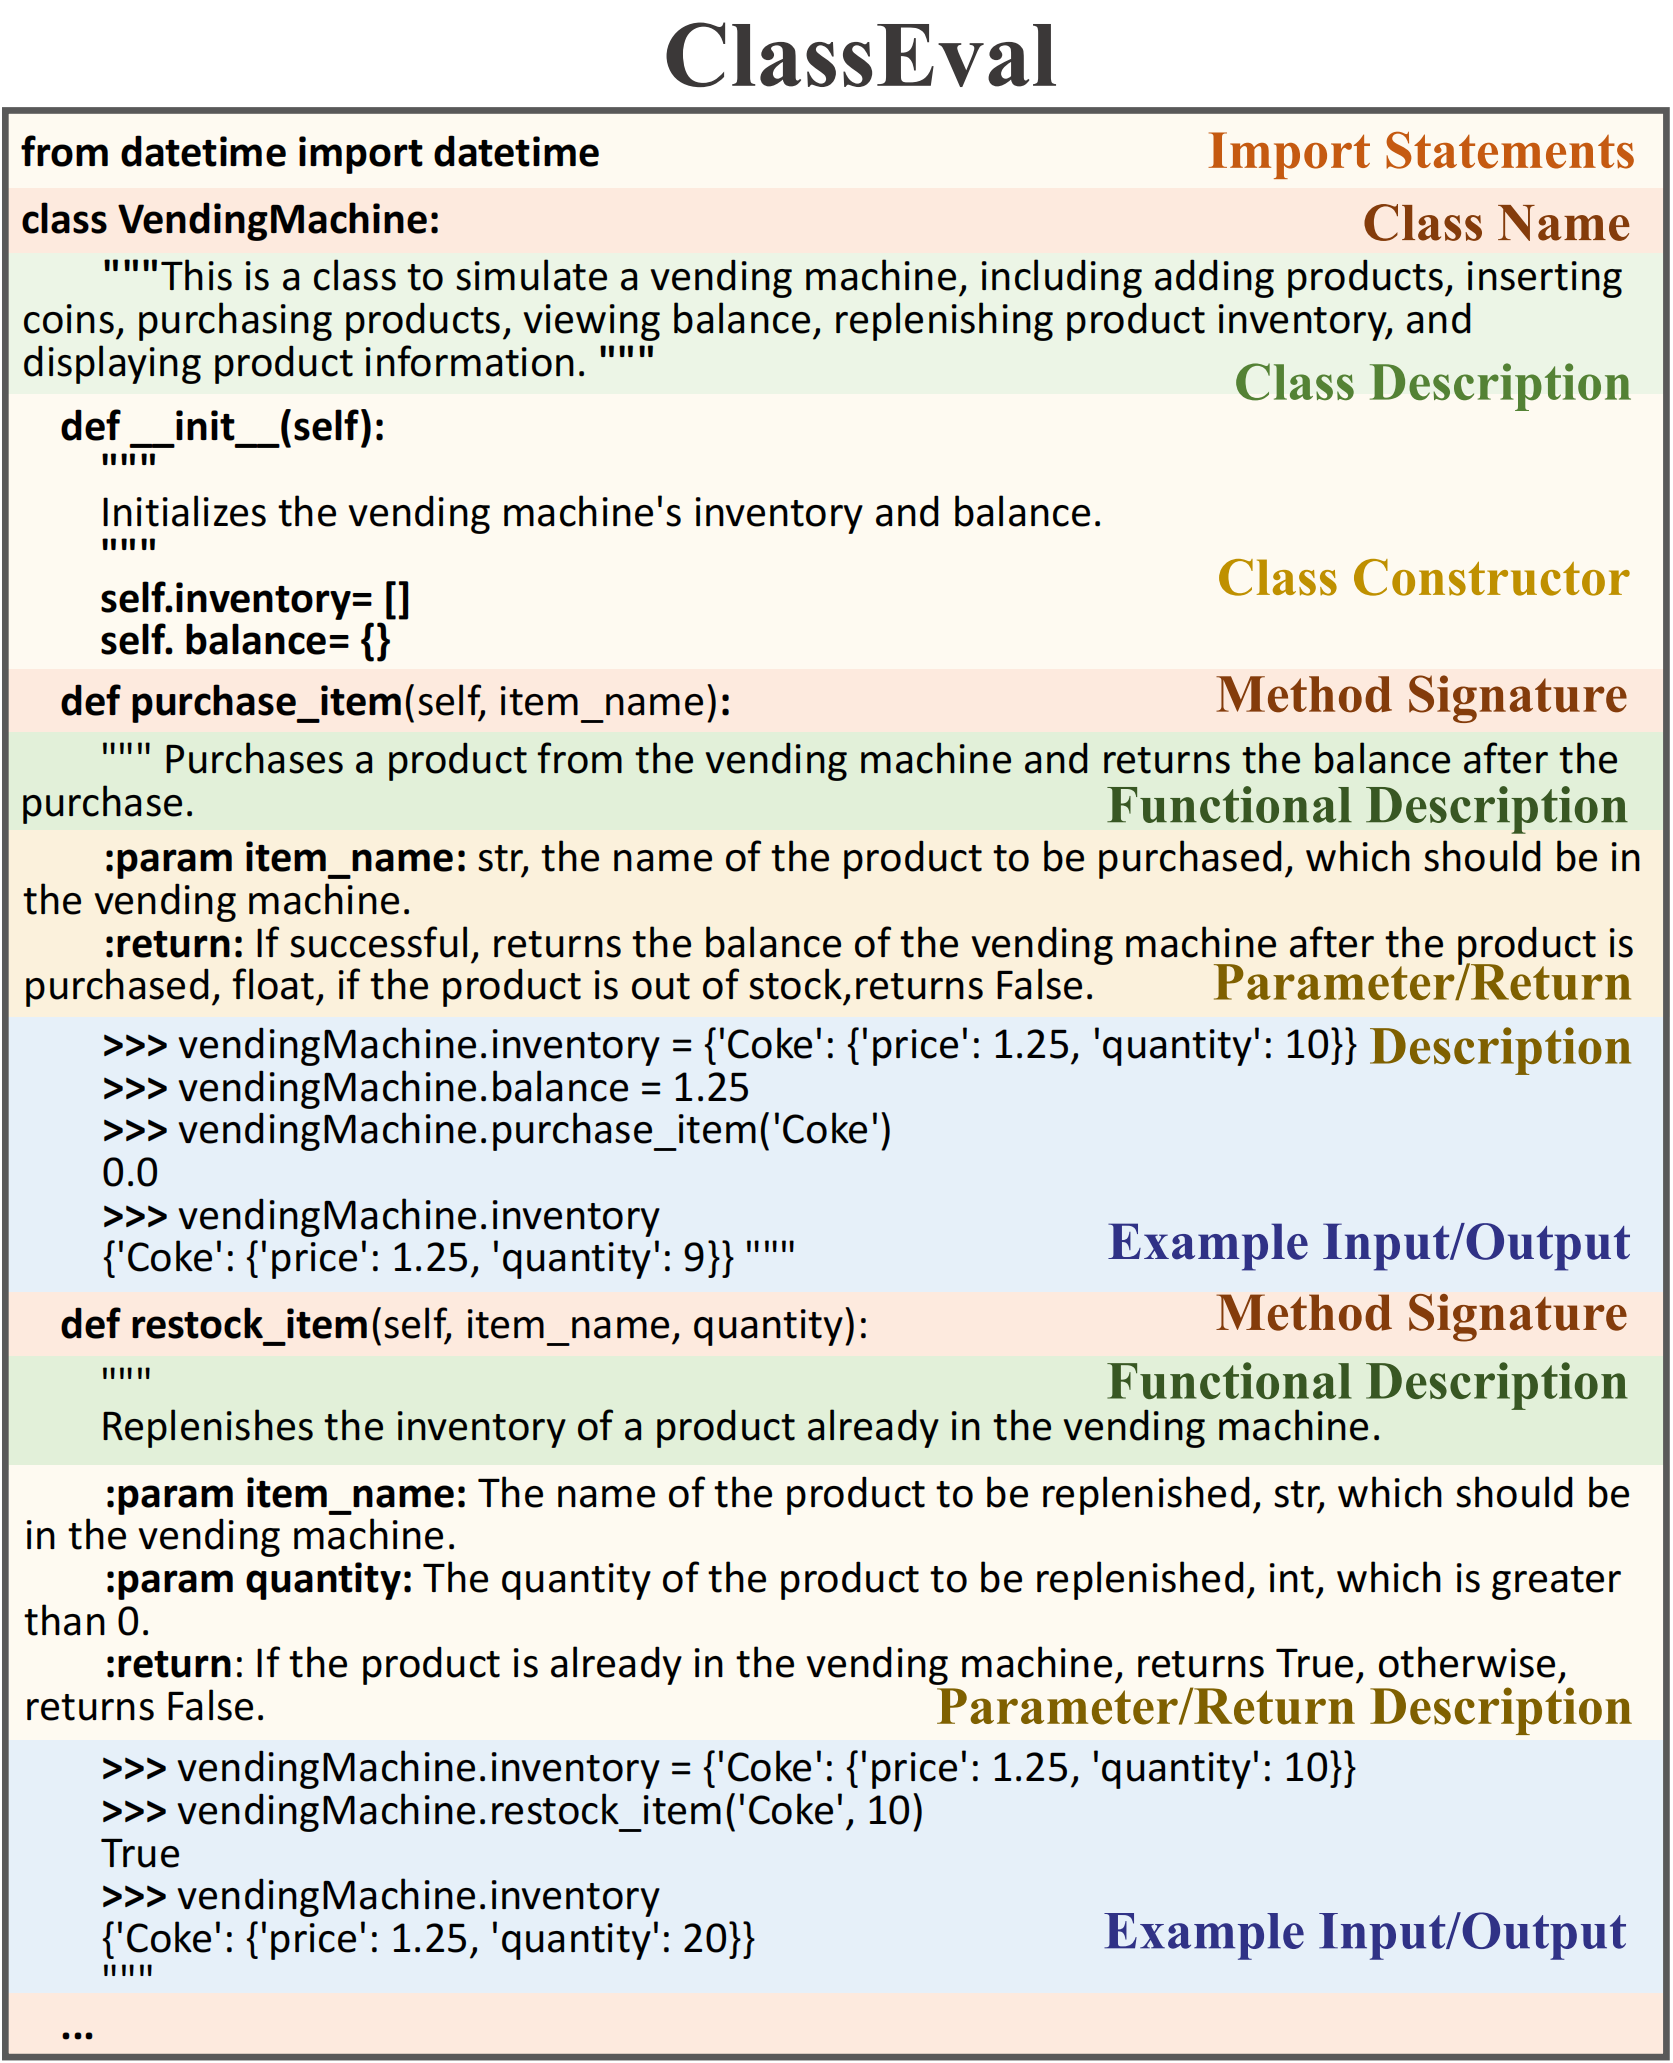 ClassEval
from datetime import datetime
Import Statements
class VendingMachine:
Class Name
"""This is a class to simulate a vending machine, including adding products, inserting
coins, purchasing products, viewing balance, replenishing product inventory, and
displaying product information. """
Class Description
def __init__(self):
"""
Initializes the vending machine's inventory and balance.
"""
Class Constructor
self.inventory= []
self. balance= {}
def purchase_item(self, item_name):
Method Signature
""" Purchases a product from the vending machine and returns the balance after the
purchase.
Functional Description
:param item_name: str, the name of the product to be purchased, which should be in
the vending machine.
:return: If successful, returns the balance of the vending machine after the product is
purchased, float, if the product is out of stock,returns False.
Parameter/Return
Description
>>> vendingMachine.inventory = {'Coke': {'price': 1.25, 'quantity': 10}}
>>> vendingMachine.balance = 1.25
>>> vendingMachine.purchase_item('Coke')
0.0
>>> vendingMachine.inventory
{'Coke': {'price': 1.25, 'quantity': 9}} """
Example Input/Output
def restock_item(self, item_name, quantity):
Method Signature
"""
Functional Description
Replenishes the inventory of a product already in the vending machine.
:param item_name: The name of the product to be replenished, str, which should be
in the vending machine.
:param quantity: The quantity of the product to be replenished, int, which is greater
than 0.
:return: If the product is already in the vending machine, returns True, otherwise,
returns False.
Parameter/Return Description
>>> vendingMachine.inventory = {'Coke': {'price': 1.25, 'quantity': 10}}
>>> vendingMachine.restock_item('Coke', 10)
True
>>> vendingMachine.inventory
{'Coke': {'price': 1.25, 'quantity': 20}}
Example Input/Output
"""
...